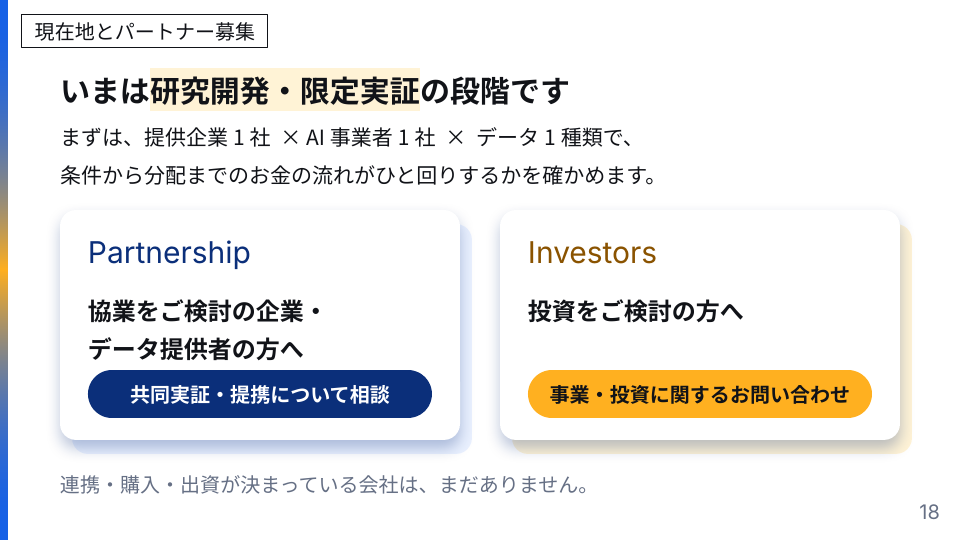 現在地とパートナー募集
いまは研究開発・限定実証の段階です
まずは、提供企業 1 社 × AI 事業者 1 社 × データ 1 種類で、
条件から分配までのお金の流れがひと回りするかを確かめます。
Partnership
協業をご検討の企業・
データ提供者の方へ
共同実証・提携について相談
Investors
投資をご検討の方へ
事業・投資に関するお問い合わせ
連携・購入・出資が決まっている会社は、まだありません。
18